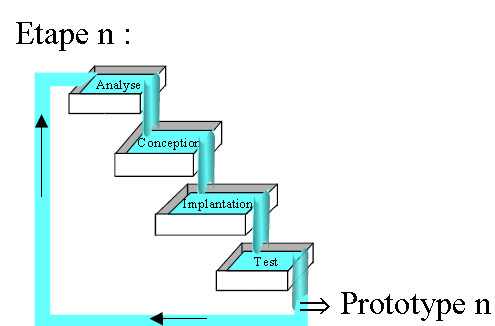 Etape n :
Analyse
Conception
Implantation
Test
⇒ Prototype n